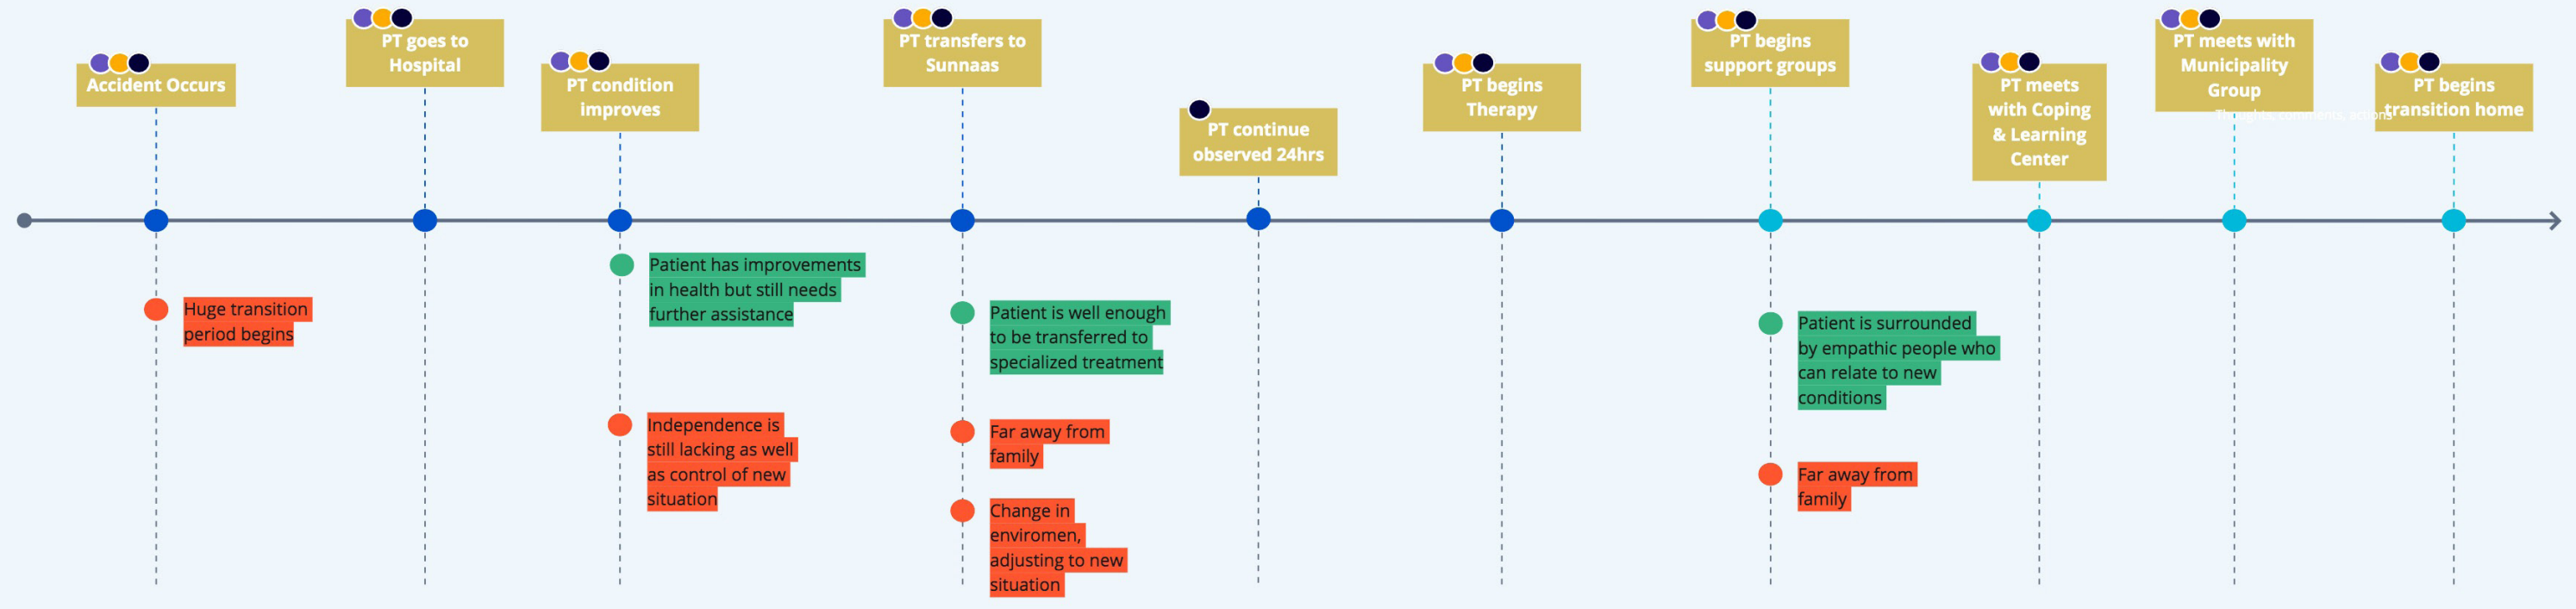 Accident Occurs
PT goes to
Hospital
PT condition
improves
PT transfers to
Sunnaas
PT continue
observed 24hrs
PT begins
Therapy
PT begins
support groups
PT meets
with Coping
& Learning
Center
PT meets with
Municipality
Group
Thoughts, comments, actions
PT begins
transition home
Huge transition
period begins
Patient has improvements
in health but still needs
further assistance
Independence is
still lacking as well
as control of new
situation
Patient is well enough
to be transferred to
specialized treatment
Far away from
family
Change in
enviromen,
adjusting to new
situation
Patient is surrounded
by empathic people who
can relate to new
conditions
Far away from
family